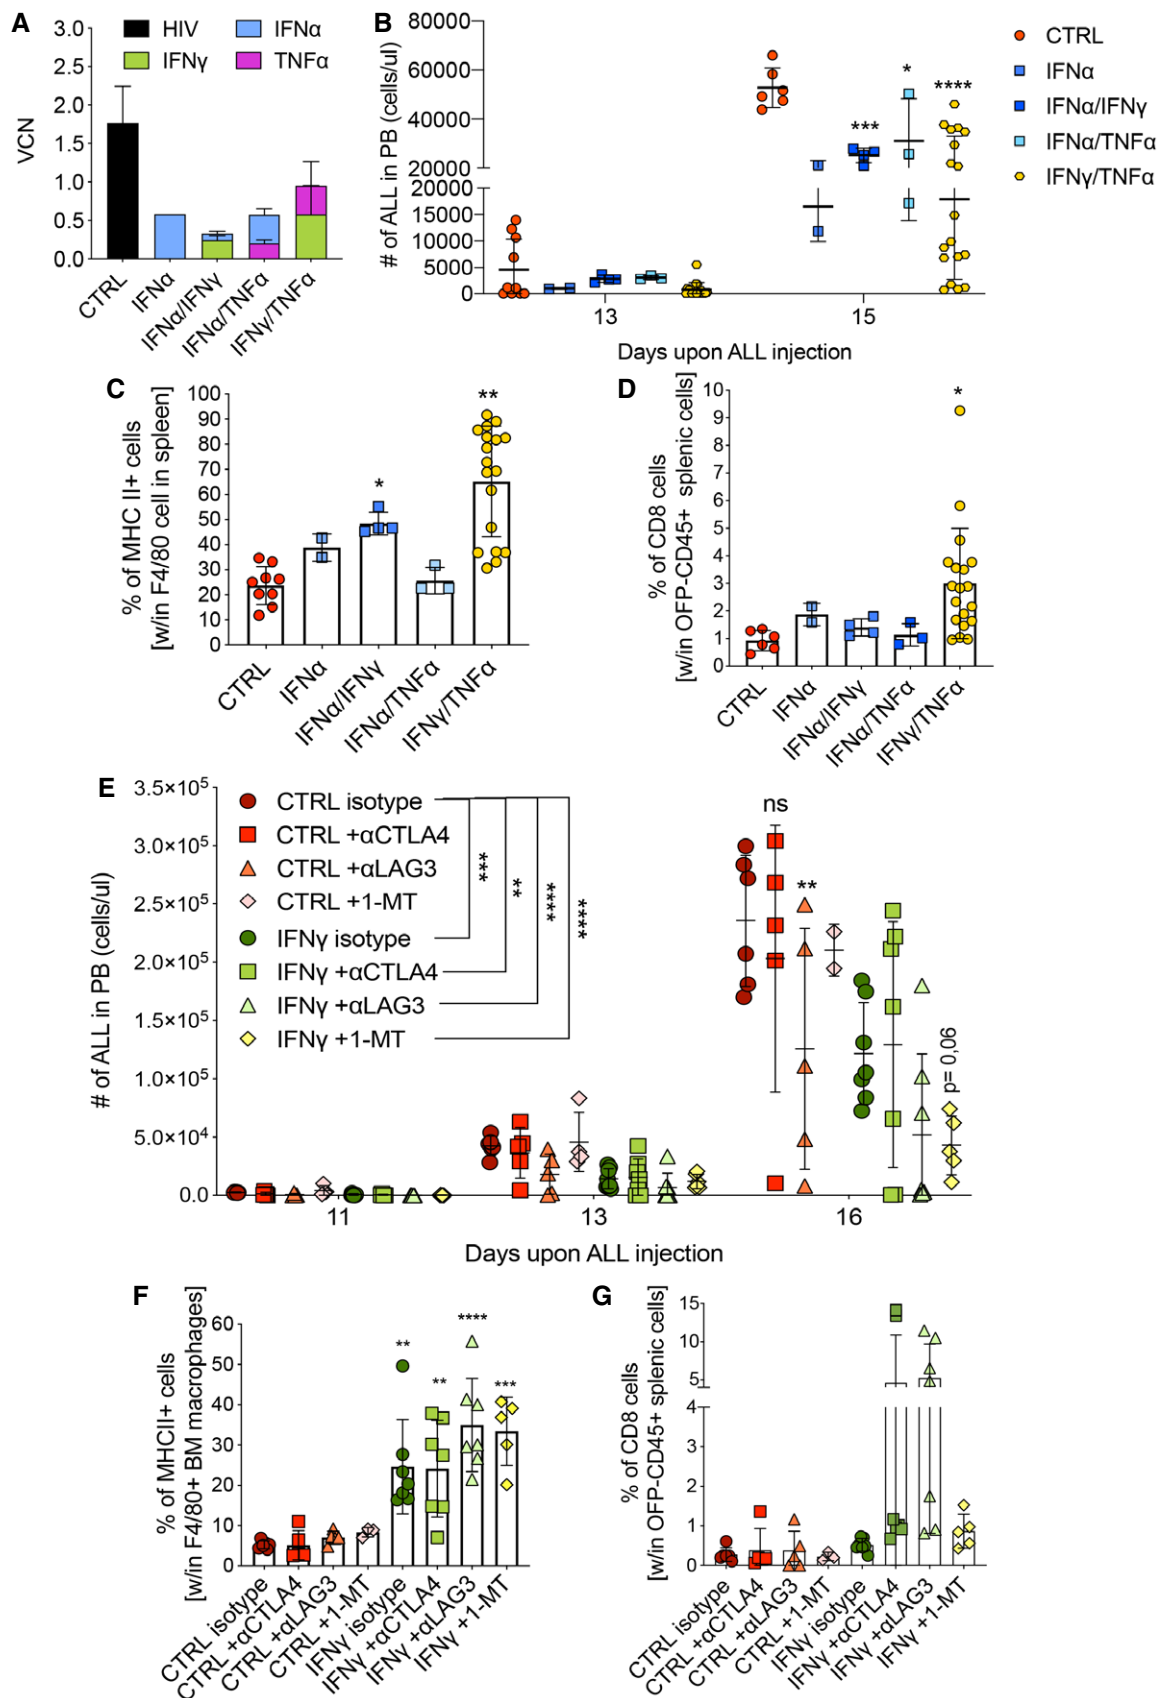 A
3.0
2.5
2.0
1.5
1.0
0.5
0.0
VCN
HIV
IFNα
IFNγ
TNFα
CTRL
IFNα
IFNα/IFNγ
IFNα/TNFα
IFNγ/TNFα
B
# of ALL in PB (cells/ul)
80000
60000
40000
20000
20000
15000
10000
5000
0
*
***
****
13
15
Days upon ALL injection
CTRL
IFNα
IFNα/IFNγ
IFNα/TNFα
IFNγ/TNFα
C
% of MHC II+ cells
[w/in F4/80 cell in spleen]
100
90
80
70
60
50
40
30
20
10
0
*
**
CTRL
IFNα
IFNα/IFNγ
IFNα/TNFα
IFNγ/TNFα
D
% of CD8 cells
[w/in OFP-CD45+ splenic cells]
10
9
8
7
6
5
4
3
2
1
0
*
CTRL
IFNα
IFNα/IFNγ
IFNα/TNFα
IFNγ/TNFα
E
# of ALL in PB (cells/ul)
3.5×10⁵
3.0×10⁵
2.5×10⁵
2.0×10⁵
1.5×10⁵
1.0×10⁵
5.0×10⁴
0.0
CTRL isotype
CTRL +αCTLA4
CTRL +αLAG3
CTRL +1-MT
IFNγ isotype
IFNγ +αCTLA4
IFNγ +αLAG3
IFNγ +1-MT
***
**
****
****
ns
**
p= 0,06
11
13
16
Days upon ALL injection
F
% of MHCII+ cells
[w/in F4/80+ BM macrophages]
60
50
40
30
20
10
0
**
**
****
***
CTRL isotype
CTRL +αCTLA4
CTRL +αLAG3
CTRL +1-MT
IFNγ isotype
IFNγ +αCTLA4
IFNγ +αLAG3
IFNγ +1-MT
G
% of CD8 cells
[w/in OFP-CD45+ splenic cells]
15
10
5
4
3
2
1
0
CTRL isotype
CTRL +αCTLA4
CTRL +αLAG3
CTRL +1-MT
IFNγ isotype
IFNγ +αCTLA4
IFNγ +αLAG3
IFNγ +1-MT